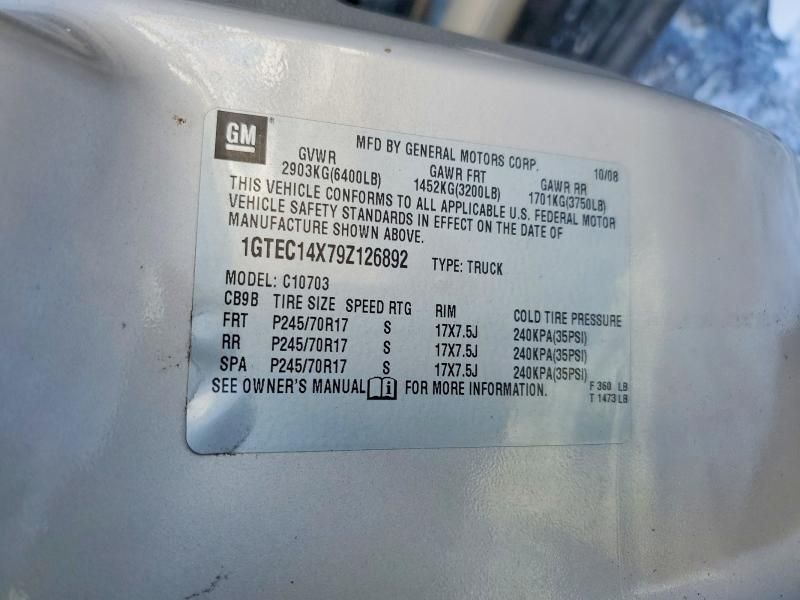 GM
MFD BY GENERAL MOTORS CORP. 10/08
GVWR GAWR FRT GAWR RR
2903KG(6400LB) 1452KG(3200LB) 1701KG(3750LB)
THIS VEHICLE CONFORMS TO ALL APPLICABLE U.S. FEDERAL MOTOR
VEHICLE SAFETY STANDARDS IN EFFECT ON THE DATE OF
MANUFACTURE SHOWN ABOVE.
1GTEC14X79Z126892 TYPE: TRUCK
MODEL: C10703
CB9B TIRE SIZE SPEED RTG RIM COLD TIRE PRESSURE
FRT P245/70R17 S 17X7.5J 240KPA(35PSI)
RR P245/70R17 S 17X7.5J 240KPA(35PSI)
SPA P245/70R17 S 17X7.5J 240KPA(35PSI)
SEE OWNER'S MANUAL i FOR MORE INFORMATION.
F 360 LB
T 1473 LB